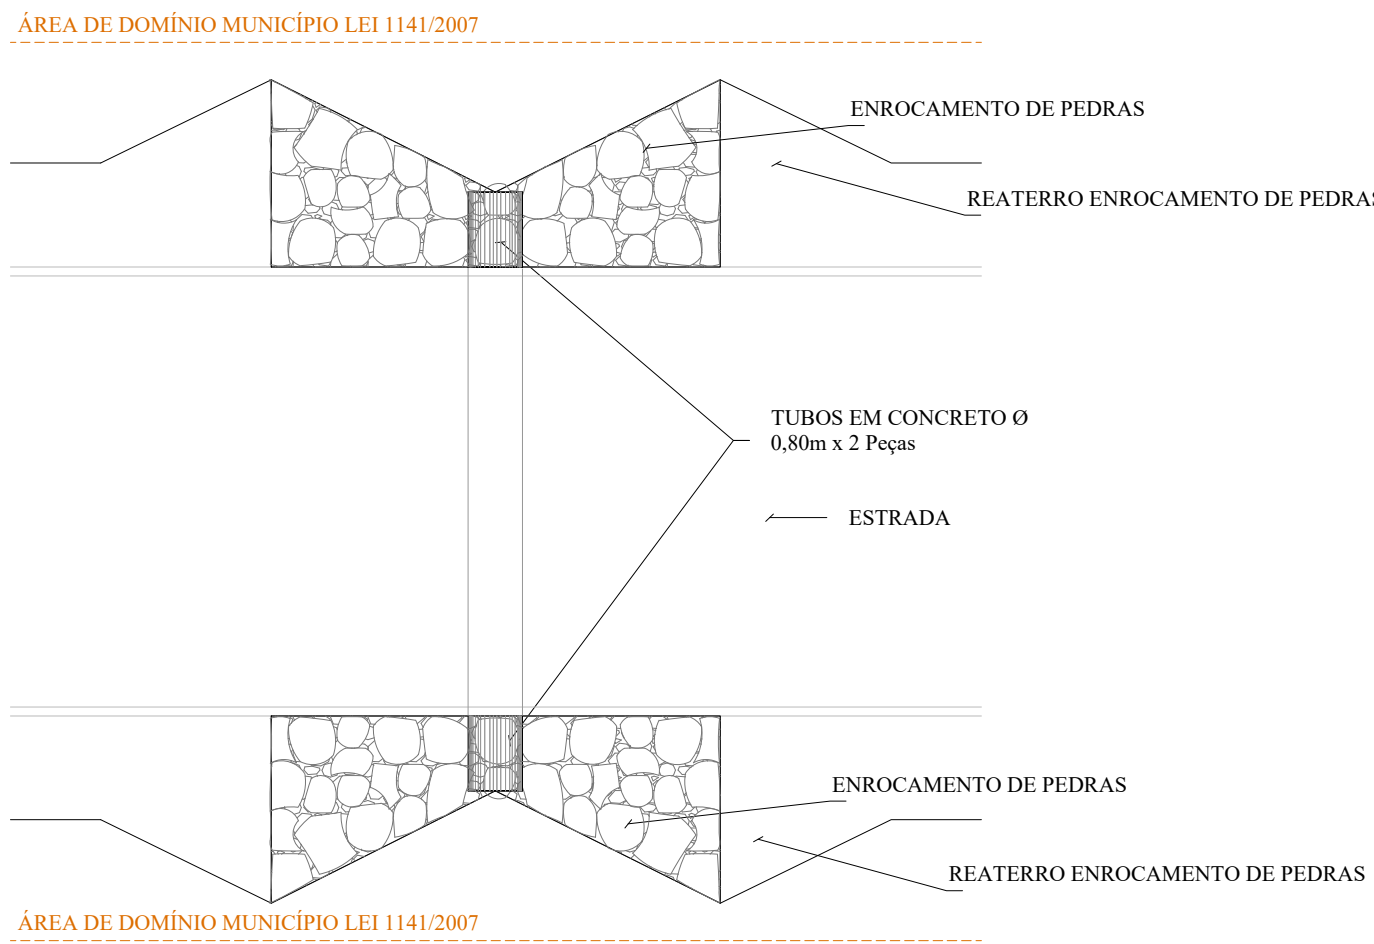 ÁREA DE DOMÍNIO MUNICÍPIO LEI 1141/2007
ENROCAMENTO DE PEDRAS
REATERRO ENROCAMENTO DE PEDRAS
TUBOS EM CONCRETO Ø
0,80m x 2 Peças
ESTRADA
ENROCAMENTO DE PEDRAS
REATERRO ENROCAMENTO DE PEDRAS
ÁREA DE DOMÍNIO MUNICÍPIO LEI 1141/2007